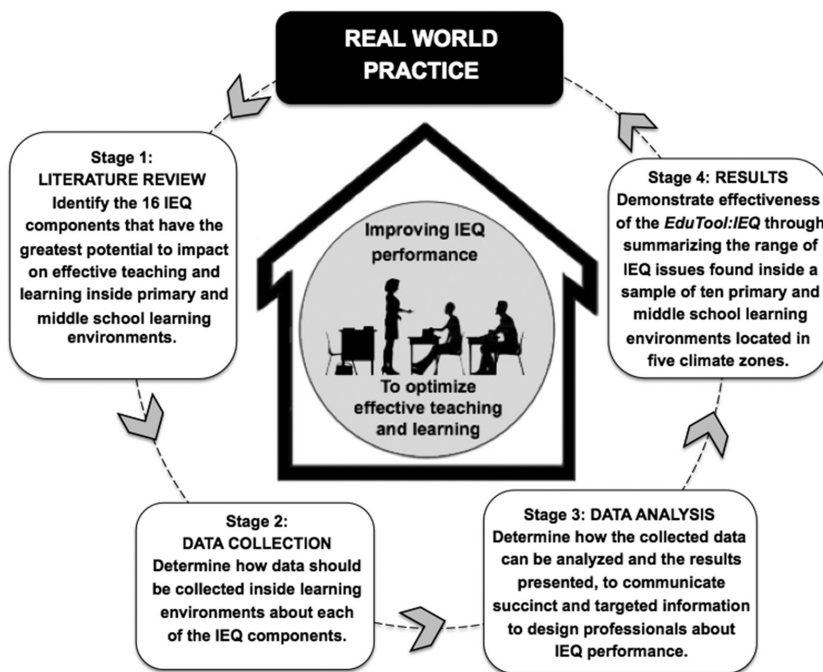 REAL WORLD
PRACTICE
Stage 1:
LITERATURE REVIEW
Identify the 16 IEQ
components that have the
greatest potential to impact
on effective teaching and
learning inside primary and
middle school learning
environments.
Improving IEQ
performance
To optimize
effective teaching
and learning
Stage 4: RESULTS
Demonstrate effectiveness
of the EduTool:IEQ through
summarizing the range of
IEQ issues found inside a
sample of ten primary and
middle school learning
environments located in
five climate zones.
Stage 2:
DATA COLLECTION
Determine how data should
be collected inside learning
environments about each
of the IEQ components.
Stage 3: DATA ANALYSIS
Determine how the collected data
can be analyzed and the results
presented, to communicate
succinct and targeted information
to design professionals about
IEQ performance.